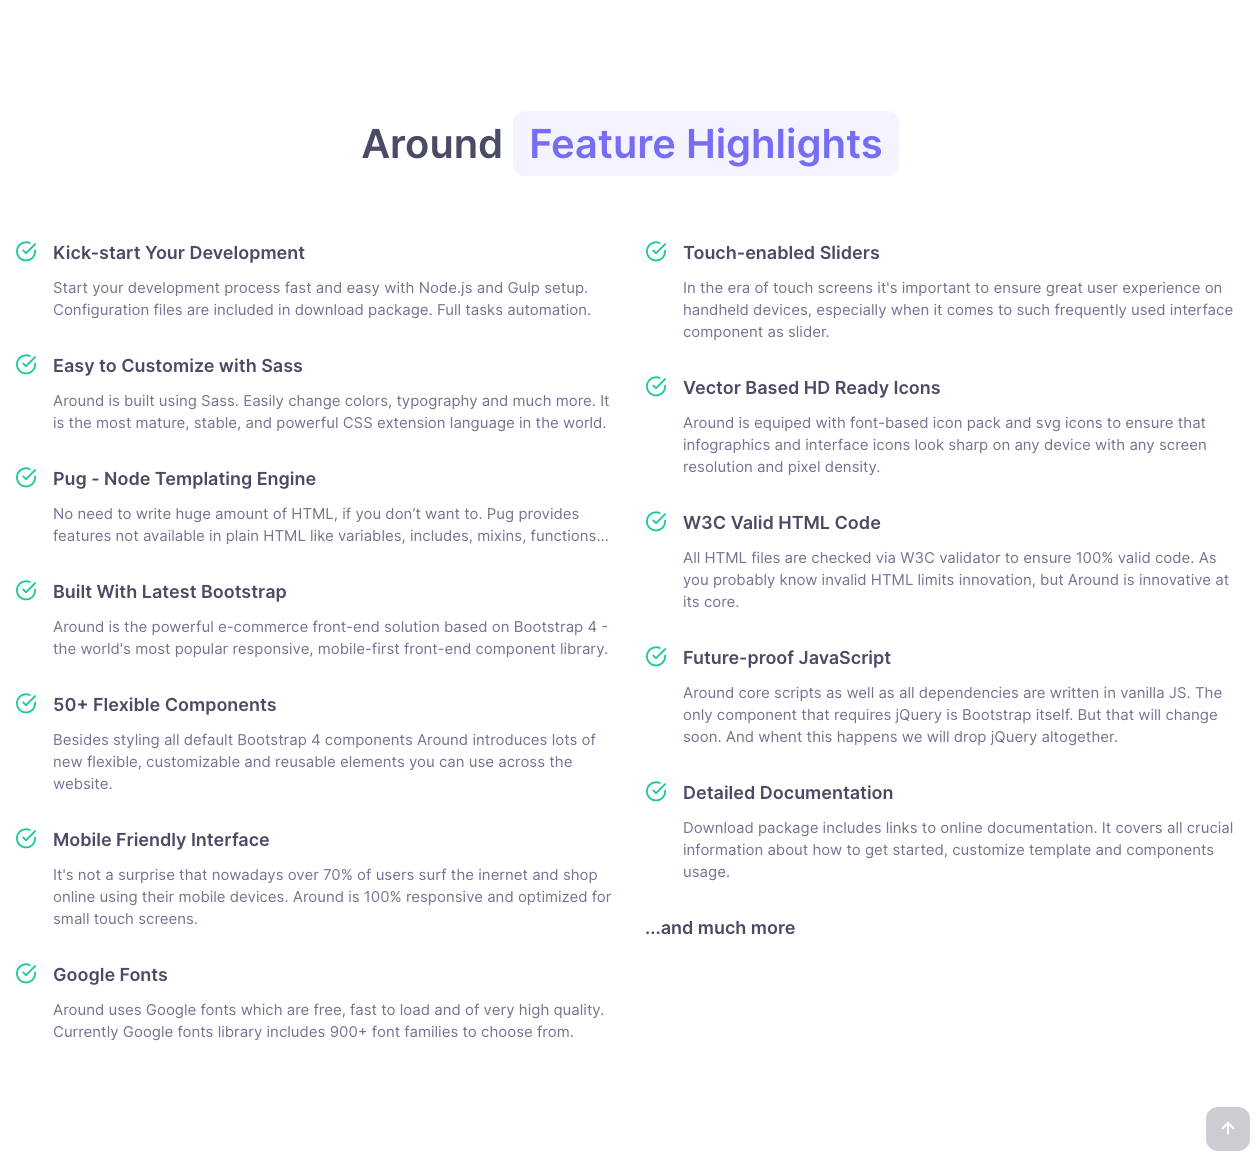 Around Feature Highlights
Kick-start Your Development
Start your development process fast and easy with Node.js and Gulp setup.
Configuration files are included in download package. Full tasks automation.
Easy to Customize with Sass
Around is built using Sass. Easily change colors, typography and much more. It
is the most mature, stable, and powerful CSS extension language in the world.
Pug - Node Templating Engine
No need to write huge amount of HTML, if you don’t want to. Pug provides
features not available in plain HTML like variables, includes, mixins, functions...
Built With Latest Bootstrap
Around is the powerful e-commerce front-end solution based on Bootstrap 4 -
the world's most popular responsive, mobile-first front-end component library.
50+ Flexible Components
Besides styling all default Bootstrap 4 components Around introduces lots of
new flexible, customizable and reusable elements you can use across the
website.
Mobile Friendly Interface
It's not a surprise that nowadays over 70% of users surf the inernet and shop
online using their mobile devices. Around is 100% responsive and optimized for
small touch screens.
Google Fonts
Around uses Google fonts which are free, fast to load and of very high quality.
Currently Google fonts library includes 900+ font families to choose from.
Touch-enabled Sliders
In the era of touch screens it's important to ensure great user experience on
handheld devices, especially when it comes to such frequently used interface
component as slider.
Vector Based HD Ready Icons
Around is equiped with font-based icon pack and svg icons to ensure that
infographics and interface icons look sharp on any device with any screen
resolution and pixel density.
W3C Valid HTML Code
All HTML files are checked via W3C validator to ensure 100% valid code. As
you probably know invalid HTML limits innovation, but Around is innovative at
its core.
Future-proof JavaScript
Around core scripts as well as all dependencies are written in vanilla JS. The
only component that requires jQuery is Bootstrap itself. But that will change
soon. And whent this happens we will drop jQuery altogether.
Detailed Documentation
Download package includes links to online documentation. It covers all crucial
information about how to get started, customize template and components
usage.
...and much more